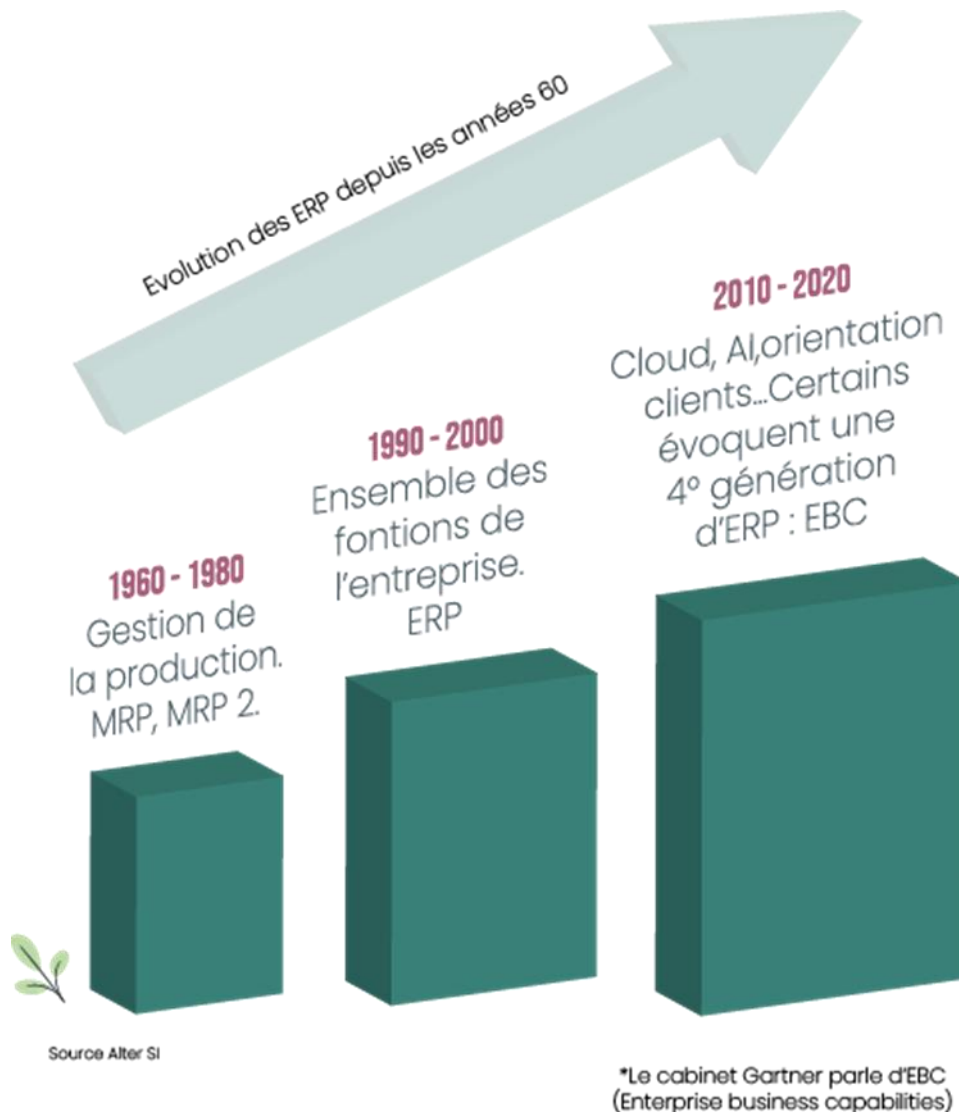 Evolution des ERP depuis les années 60
1960 - 1980
Gestion de
la production.
MRP, MRP 2.
1990 - 2000
Ensemble des
fontions de
l'entreprise.
ERP
2010 - 2020
Cloud, AI,orientation
clients...Certains
évoquent une
4° génération
d'ERP : EBC
Source Alter SI
*Le cabinet Gartner parle d'EBC
(Enterprise business capabilities)